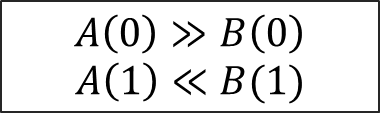 A(0) ≫ B(0)
A(1) ≪ B(1)